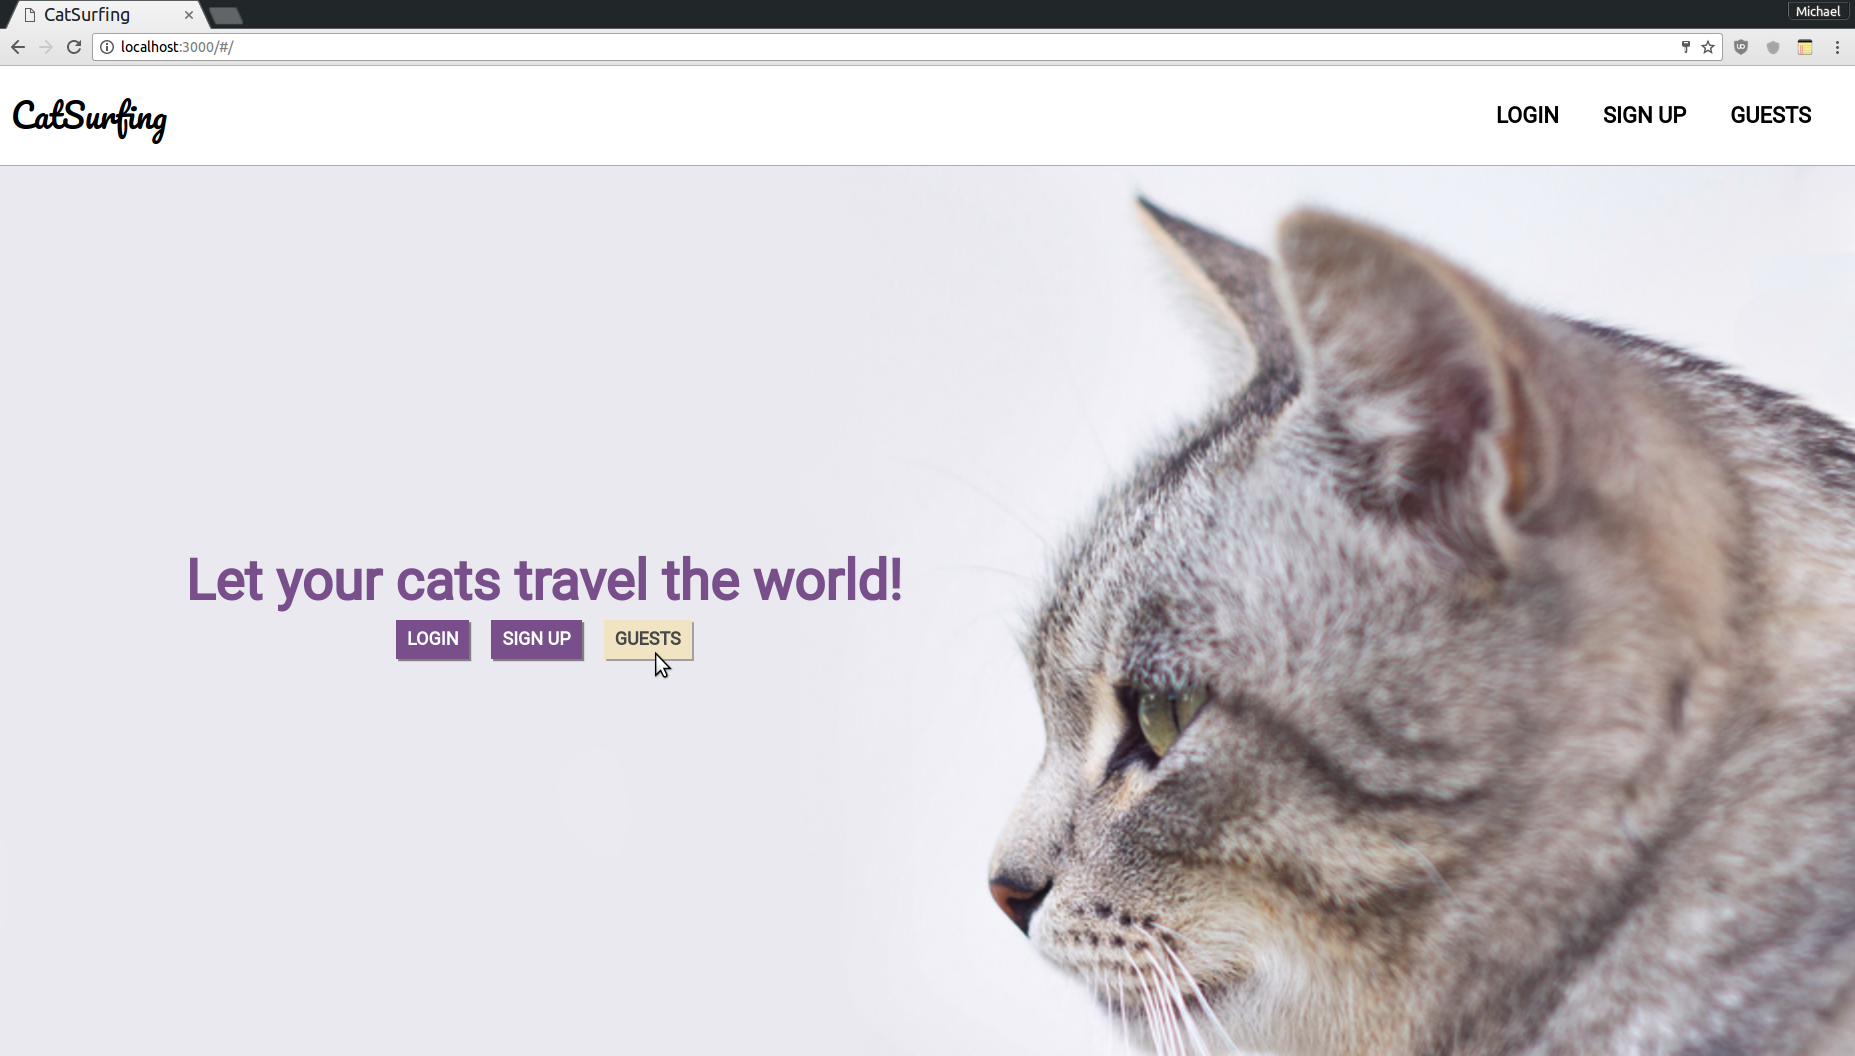 CatSurfing
Michael
localhost:3000/#/
CatSurfing
LOGIN SIGN UP GUESTS
Let your cats travel the world!
LOGIN SIGN UP GUESTS